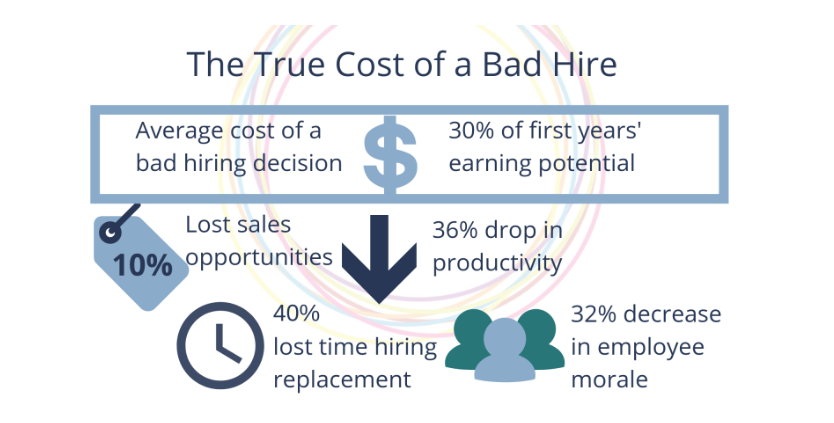 The True Cost of a Bad Hire
Average cost of a
bad hiring decision
$
30% of first years'
earning potential
10%
Lost sales
opportunities
36% drop in
productivity
40%
lost time hiring
replacement
32% decrease
in employee
morale